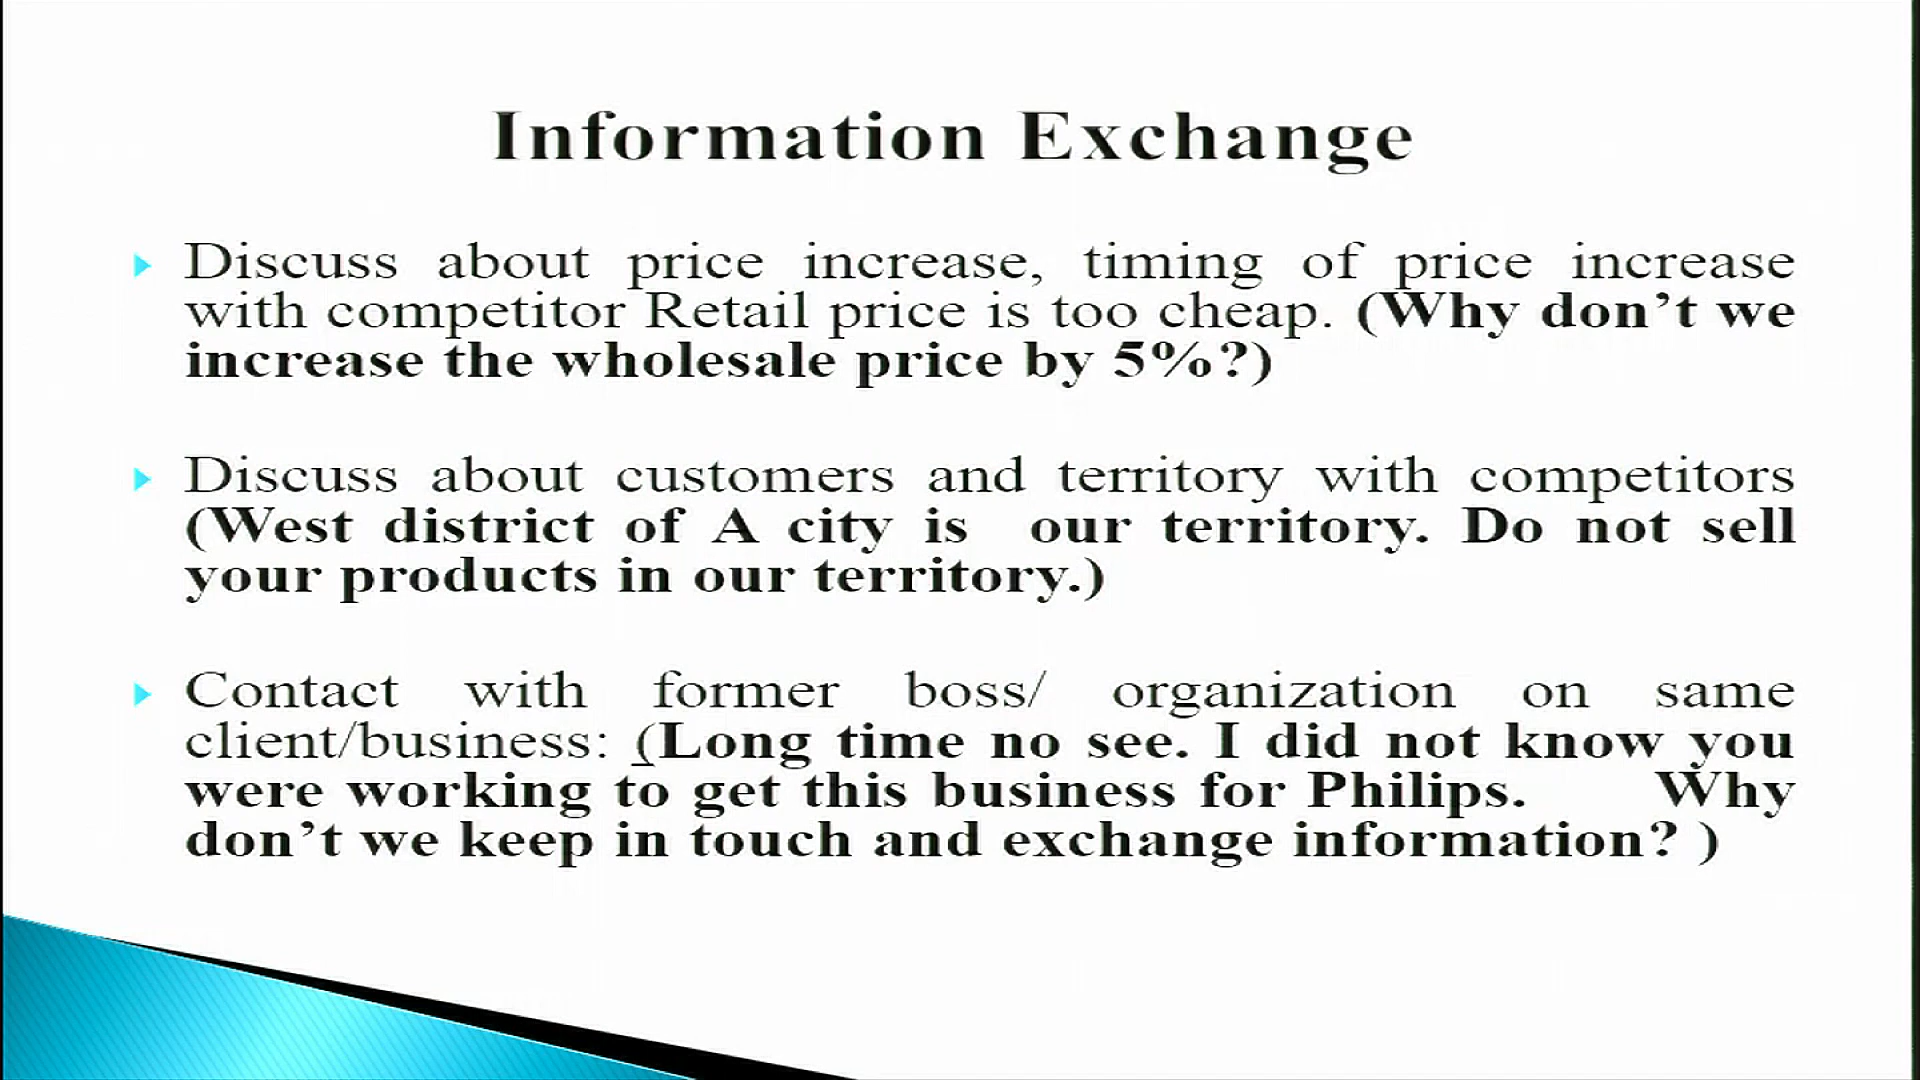 Information Exchange
Discuss about price increase, timing of price increase
with competitor Retail price is too cheap. (Why don’t we
increase the wholesale price by 5%?)
Discuss about customers and territory with competitors
(West district of A city is our territory. Do not sell
your products in our territory.)
Contact with former boss/ organization on same
client/business: (Long time no see. I did not know you
were working to get this business for Philips. Why
don’t we keep in touch and exchange information? )